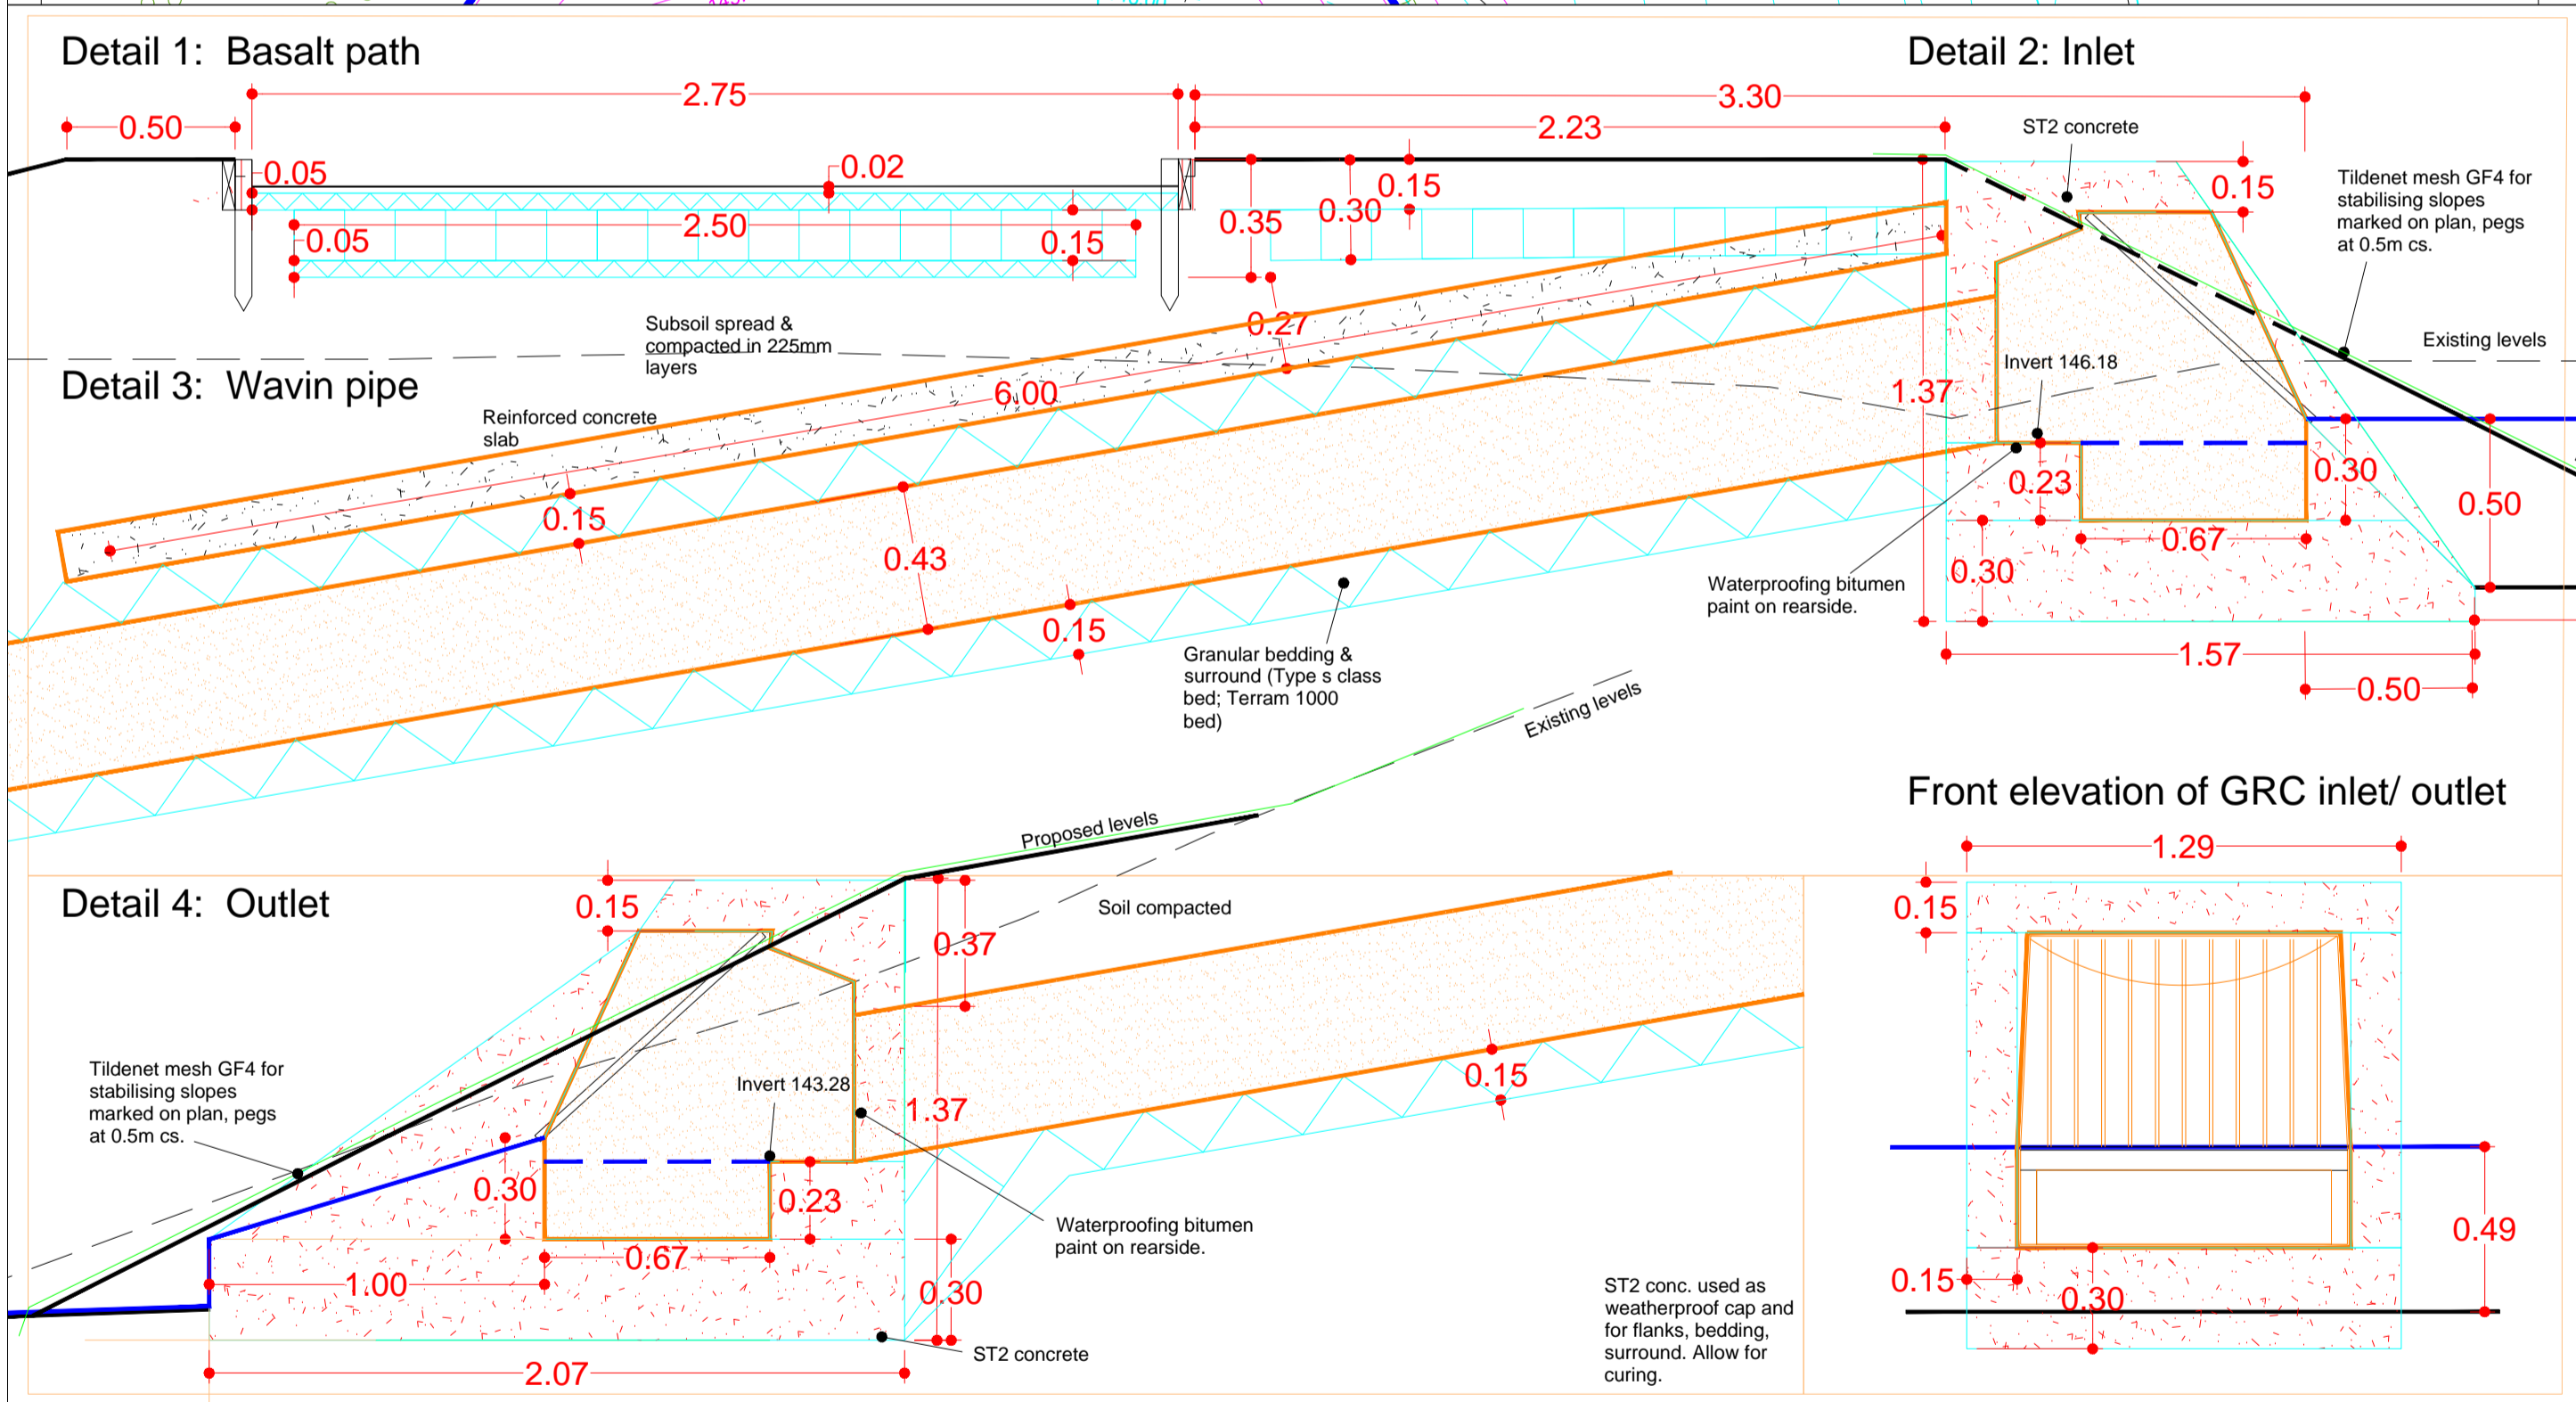 Detail 1: Basalt path
Detail 2: Inlet
2.75
3.30
0.50
2.23
ST2 concrete
0.05
0.02
0.15
0.15
Tildenet mesh GF4 for
stabilising slopes
marked on plan, pegs
at 0.5m cs.
0.35
0.30
2.50
0.05
0.15
0.27
Subsoil spread &
compacted in 225mm
layers
Existing levels
Invert 146.18
Detail 3: Wavin pipe
6.00
1.37
Reinforced concrete
slab
0.15
0.23
0.30
0.50
0.43
0.67
0.30
Waterproofing bitumen
paint on rearside.
0.15
Granular bedding &
surround (Type s class
bed; Terram 1000
bed)
1.57
0.50
Existing levels
Front elevation of GRC inlet/ outlet
Proposed levels
1.29
Detail 4: Outlet
0.15
Soil compacted
0.15
0.37
Tildenet mesh GF4 for
stabilising slopes
marked on plan, pegs
at 0.5m cs.
Invert 143.28
0.15
1.37
0.30
0.23
Waterproofing bitumen
paint on rearside.
0.49
0.67
1.00
0.30
0.15
0.30
ST2 conc. used as
weatherproof cap and
for flanks, bedding,
surround. Allow for
curing.
ST2 concrete
2.07